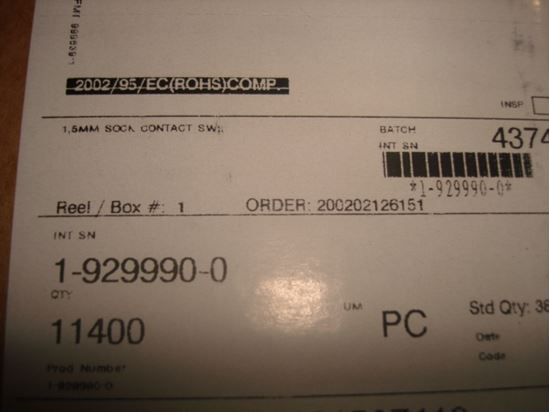 2002/95/EC(ROHS)COMP.
INSP
1,5MM SOCK CONTACT
BATCH 4374
INT SN
*1-929990-0*
Reel / Box #: 1 ORDER: 200202126151
INT SN
1-929990-0
QTY
11400
UM PC
Std Qty: 38
Date
Code
Prod Number
1-929990-0